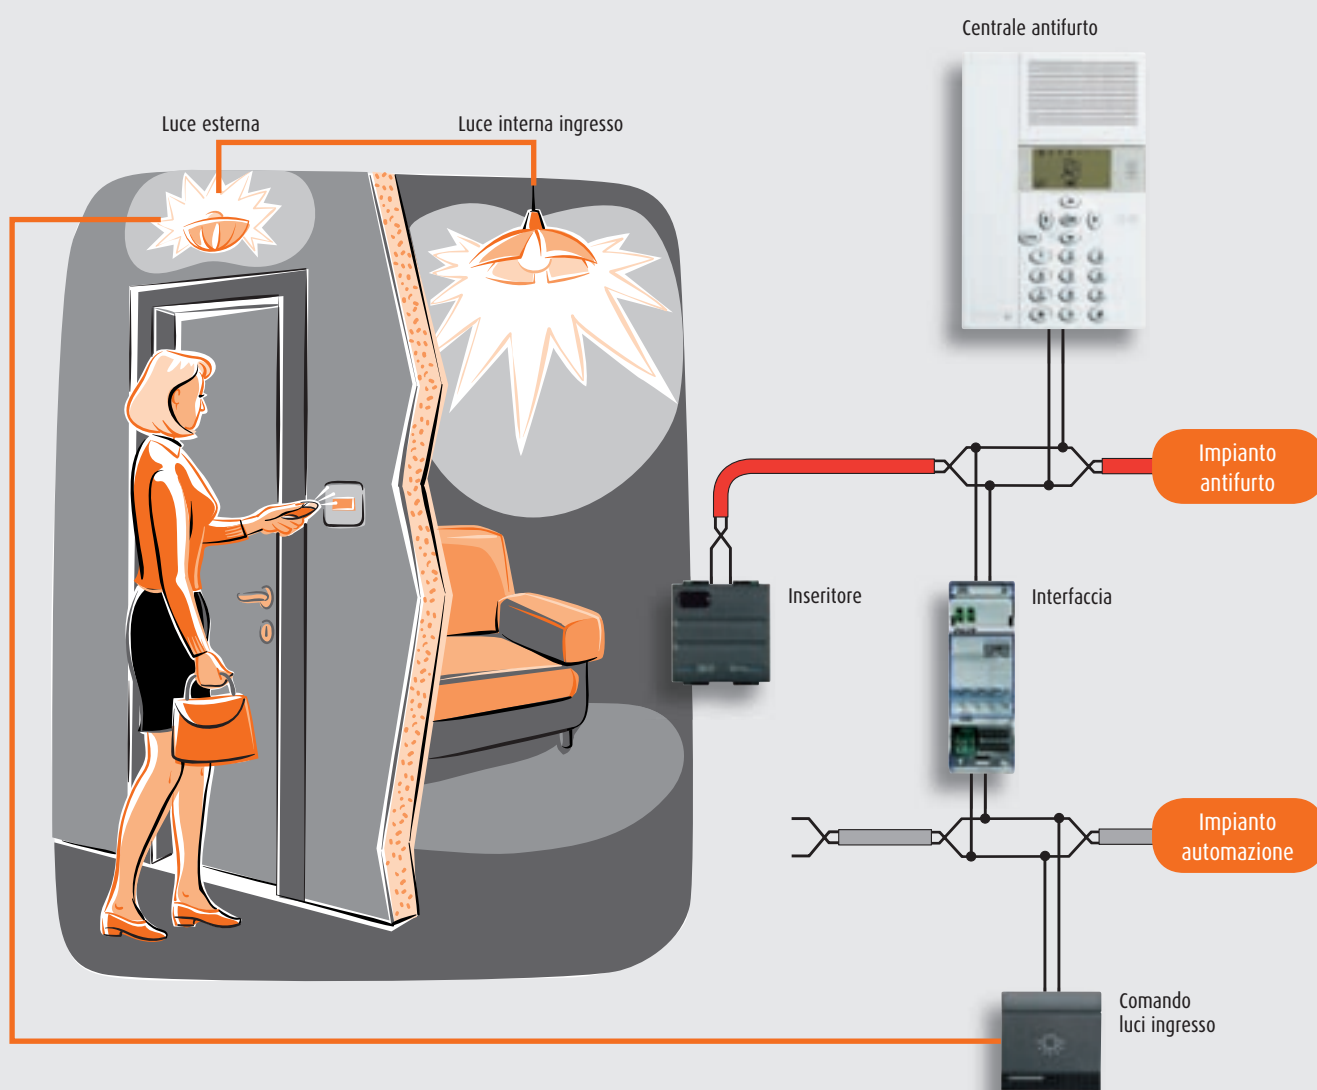 Centrale antifurto
Luce esterna
Luce interna ingresso
Impianto
antifurto
Inseritore
Interfaccia
Impianto
automazione
Comando
luci ingresso